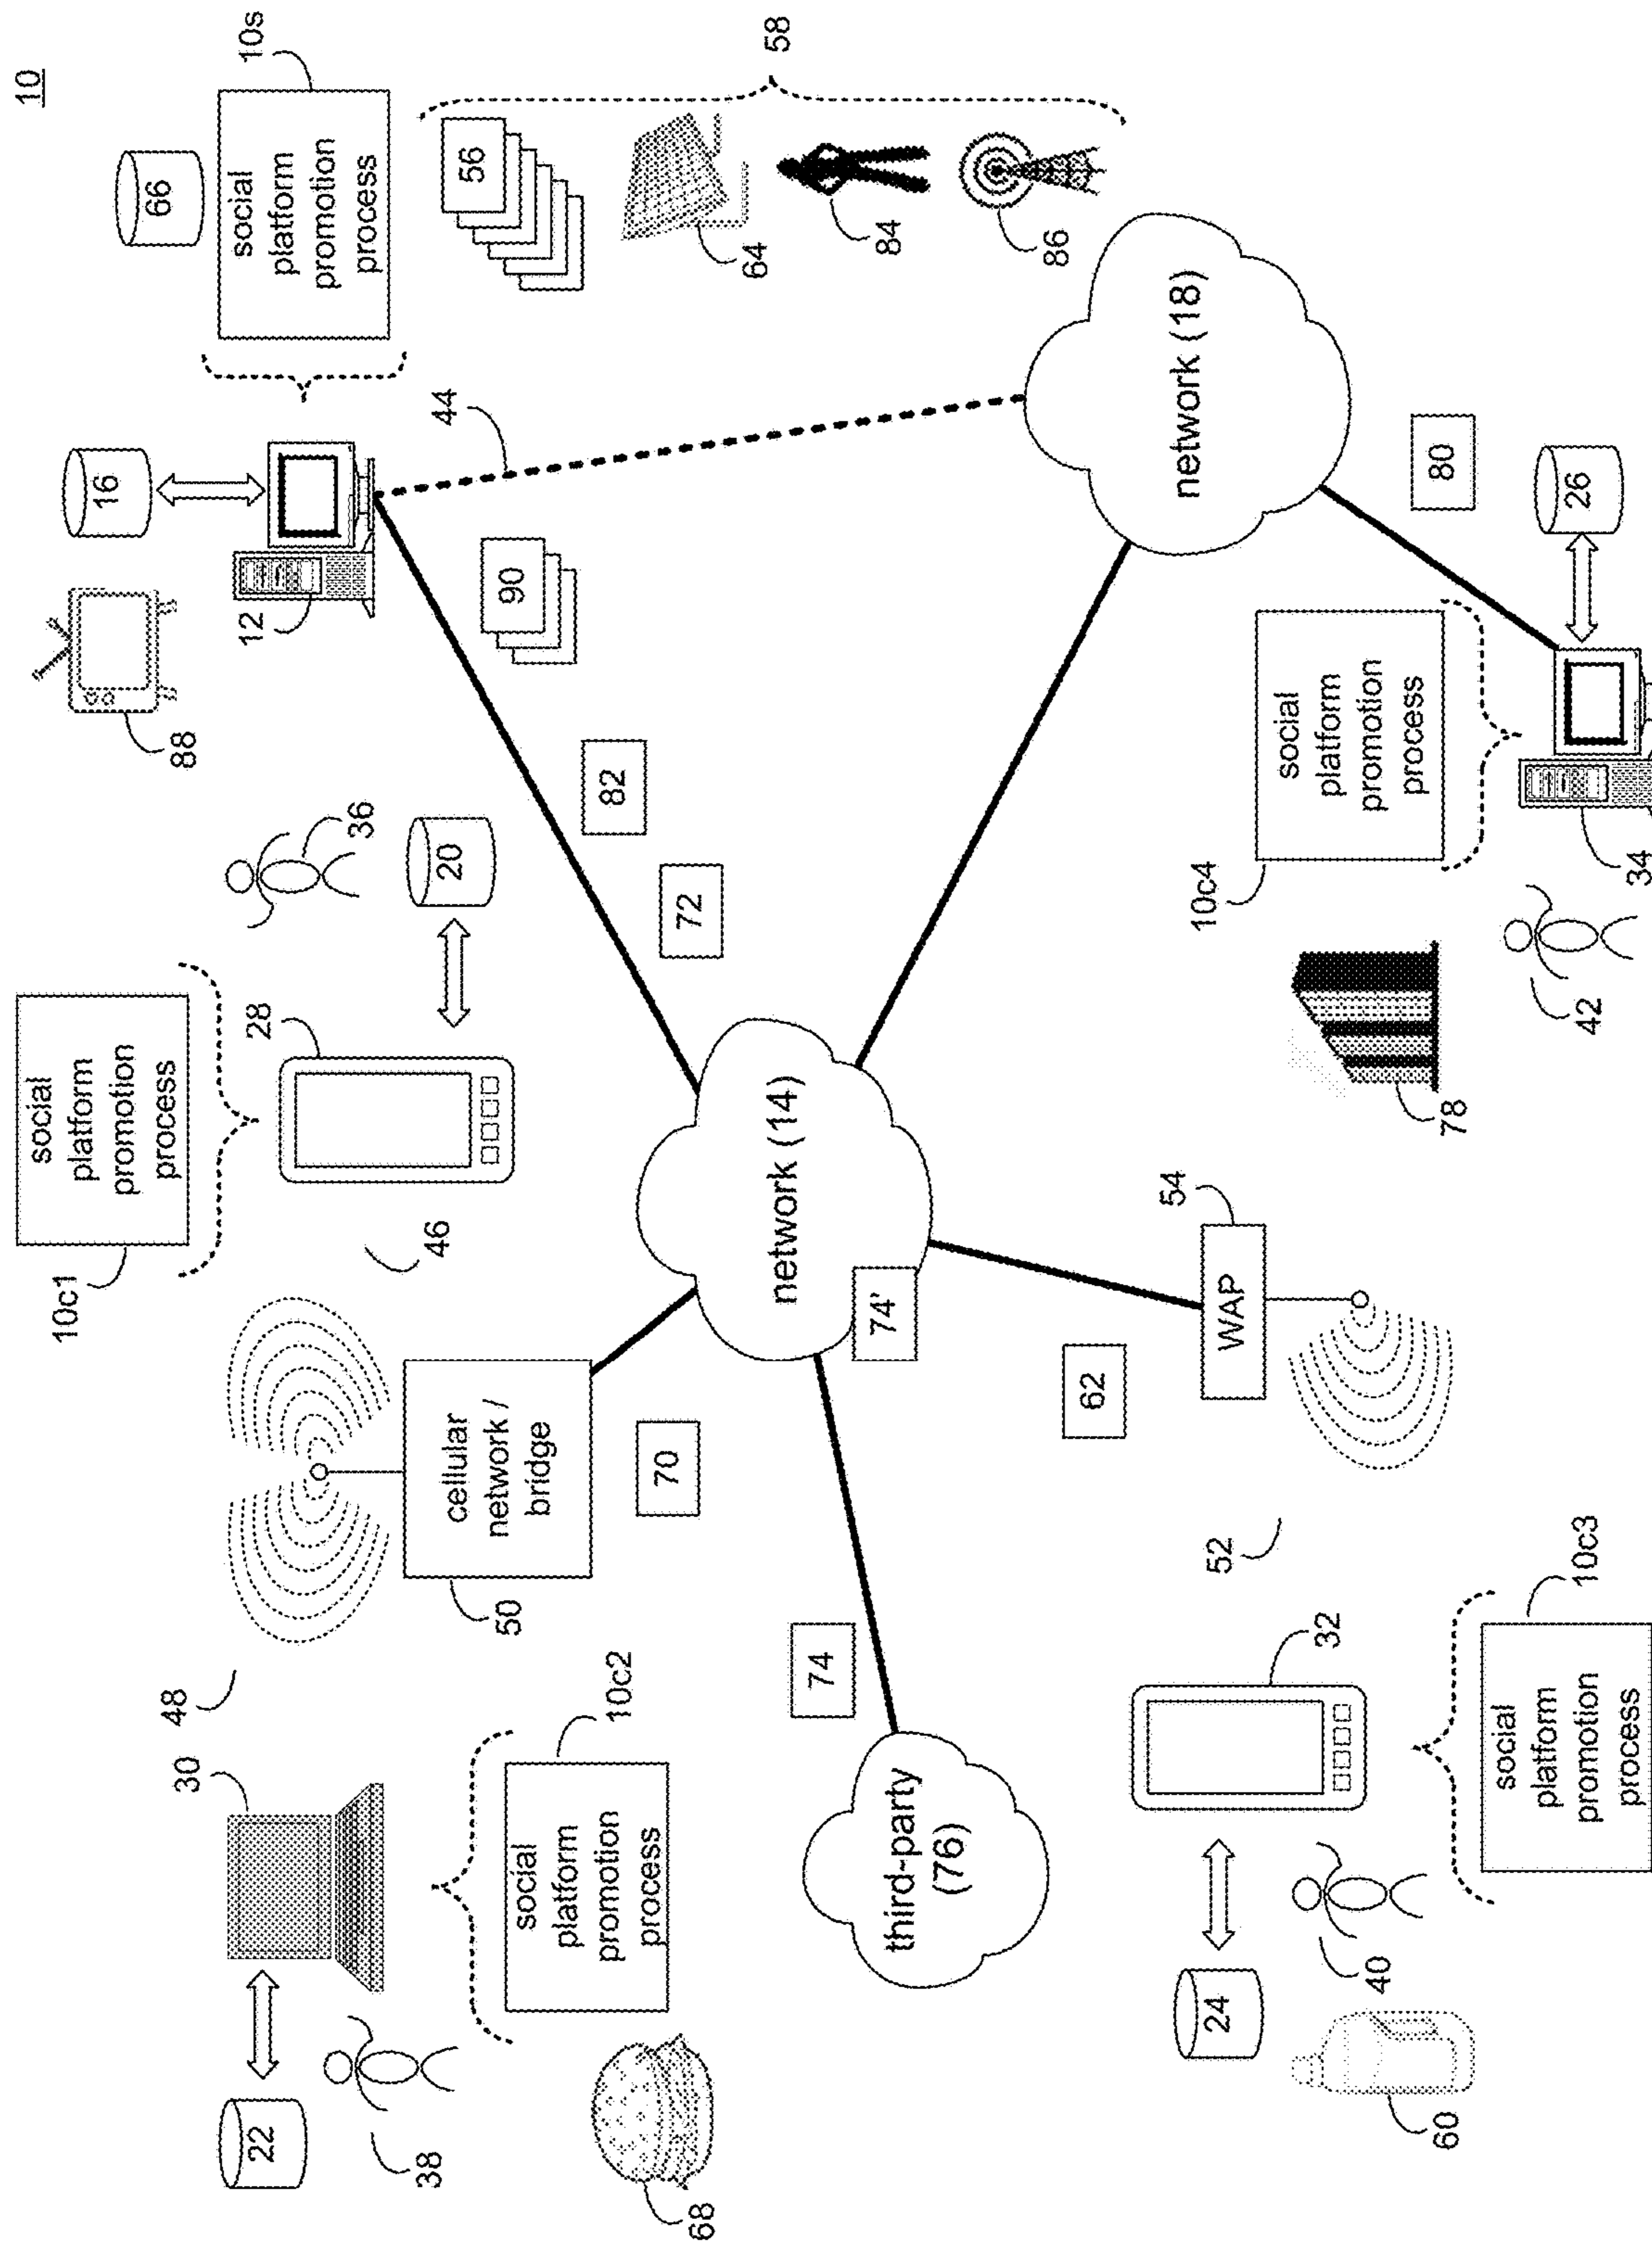 10
66
social
platform
promotion
process
10s
16
88
12
44
56
58
64
84
86
90
82
72
36
20
social
platform
promotion
process
10c1
28
46
48
cellular
network /
bridge
50
70
network (14)
74'
network (18)
80
26
social
platform
promotion
process
10c4
34
42
78
54
WAP
62
52
74
third-party
(76)
30
22
38
social
platform
promotion
process
10c2
68
32
24
40
60
social
platform
promotion
process
10c3